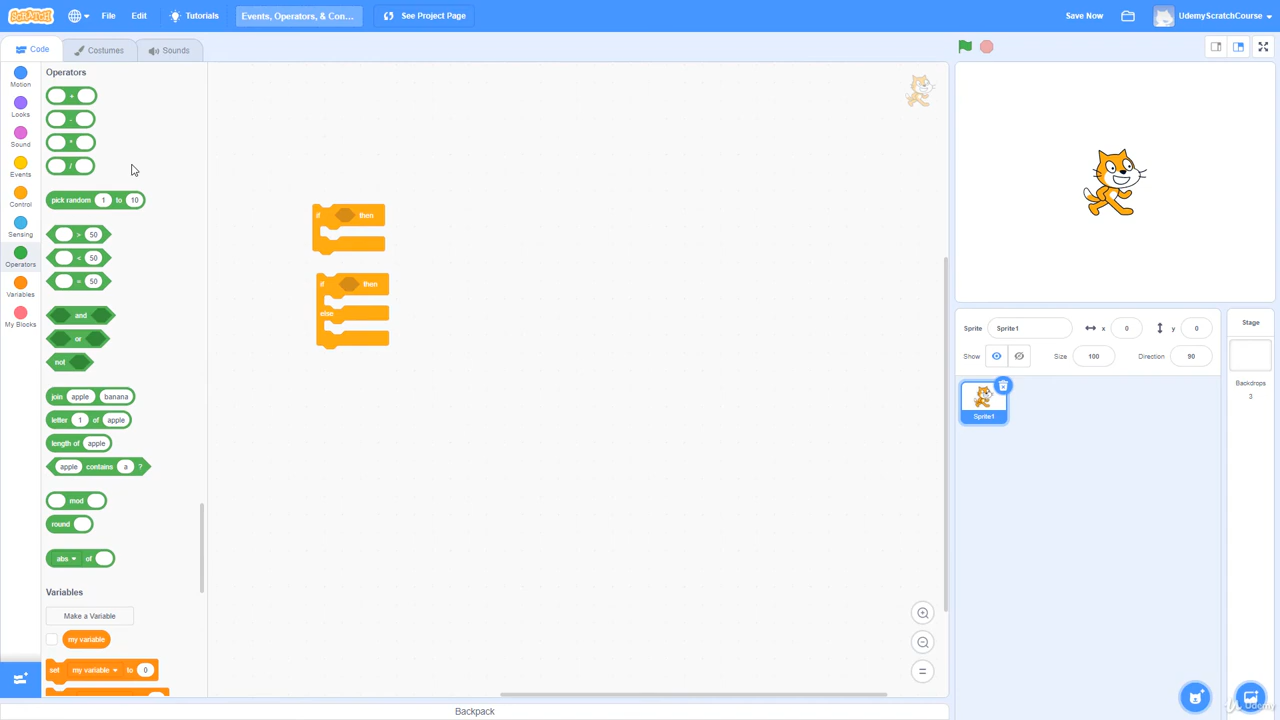 SCRATCH File Edit Tutorials Events, Operators, & Con... See Project Page Save Now UdemyScratchCourse
Code Costumes Sounds
Motion
Looks
Sound
Events
Control
Sensing
Operators
Variables
My Blocks
Operators
+
-
*
/
pick random 1 to 10
> 50
< 50
= 50
and
or
not
join apple banana
letter 1 of apple
length of apple
apple contains a ?
mod
round
abs of
Variables
Make a Variable
my variable
set my variable to 0
if then
if then
else
Sprite Sprite1 x 0 y 0
Show Size 100 Direction 90
Sprite1
Stage
Backdrops
3
Backpack
Udemy